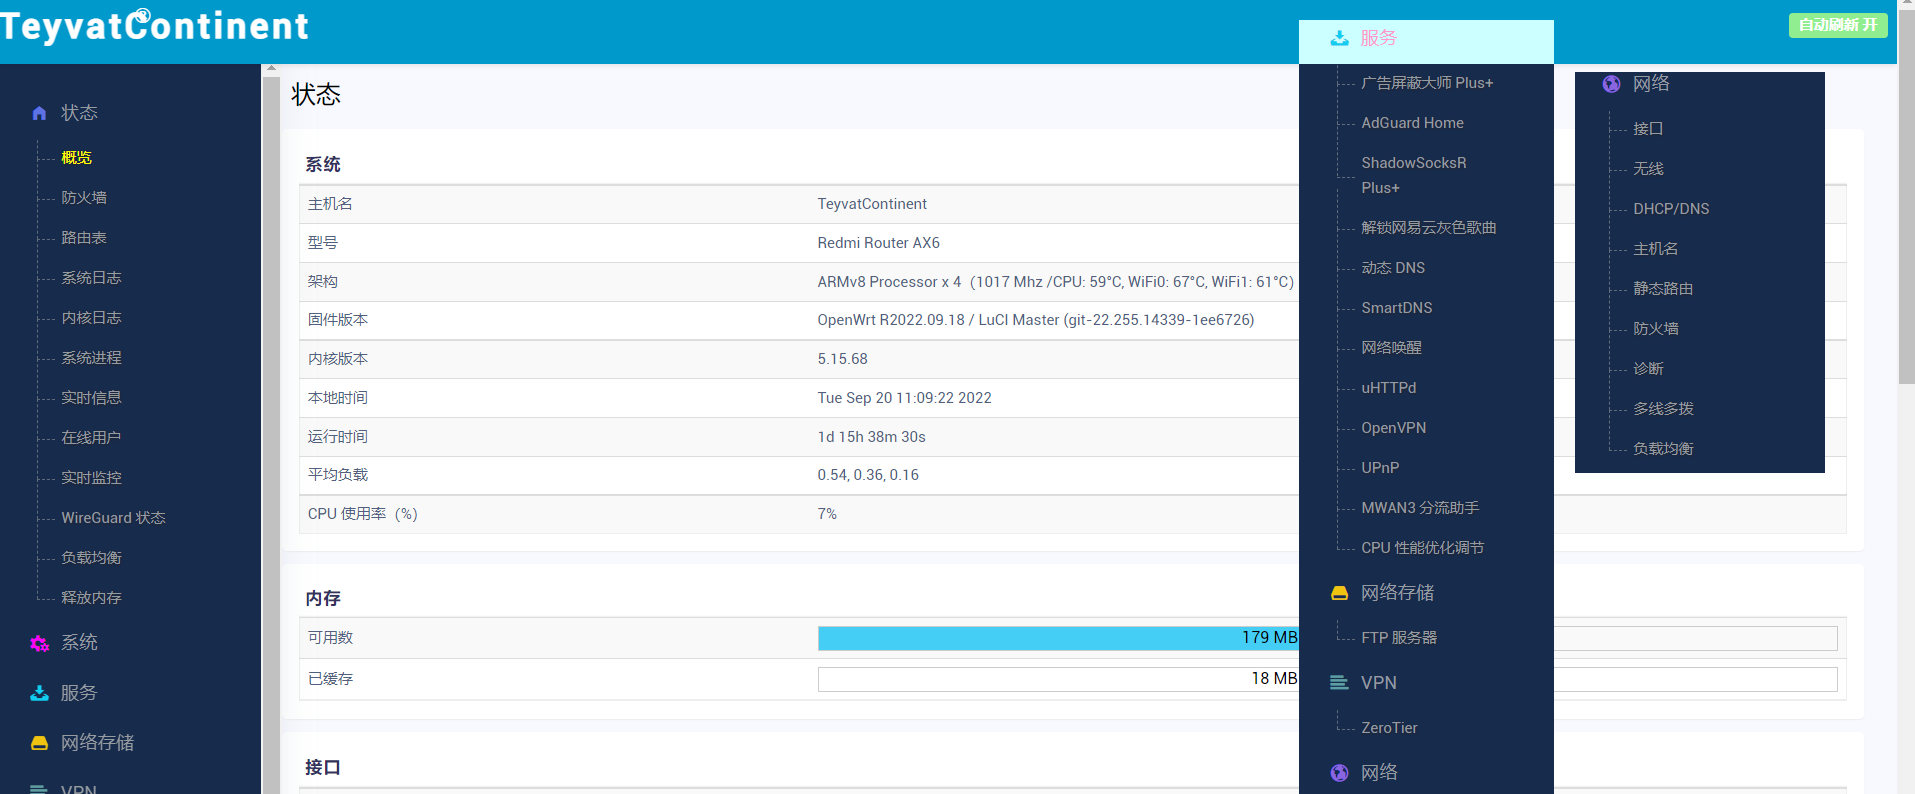 TeyvatContinent
自动刷新 开
状态
概览
防火墙
路由表
系统日志
内核日志
系统进程
实时信息
在线用户
实时监控
WireGuard 状态
负载均衡
释放内存
系统
服务
网络存储
VPN
状态
系统
主机名 TeyvatContinent
型号 Redmi Router AX6
架构 ARMv8 Processor x 4（1017 Mhz /CPU: 59°C, WiFi0: 67°C, WiFi1: 61°C）
固件版本 OpenWrt R2022.09.18 / LuCI Master (git-22.255.14339-1ee6726)
内核版本 5.15.68
本地时间 Tue Sep 20 11:09:22 2022
运行时间 1d 15h 38m 30s
平均负载 0.54, 0.36, 0.16
CPU 使用率（%） 7%
内存
可用数 179 MB
已缓存 18 MB
接口
服务
广告屏蔽大师 Plus+
AdGuard Home
ShadowSocksR
Plus+
解锁网易云灰色歌曲
动态 DNS
SmartDNS
网络唤醒
uHTTPd
OpenVPN
UPnP
MWAN3 分流助手
CPU 性能优化调节
网络存储
FTP 服务器
VPN
ZeroTier
网络
网络
接口
无线
DHCP/DNS
主机名
静态路由
防火墙
诊断
多线多拨
负载均衡